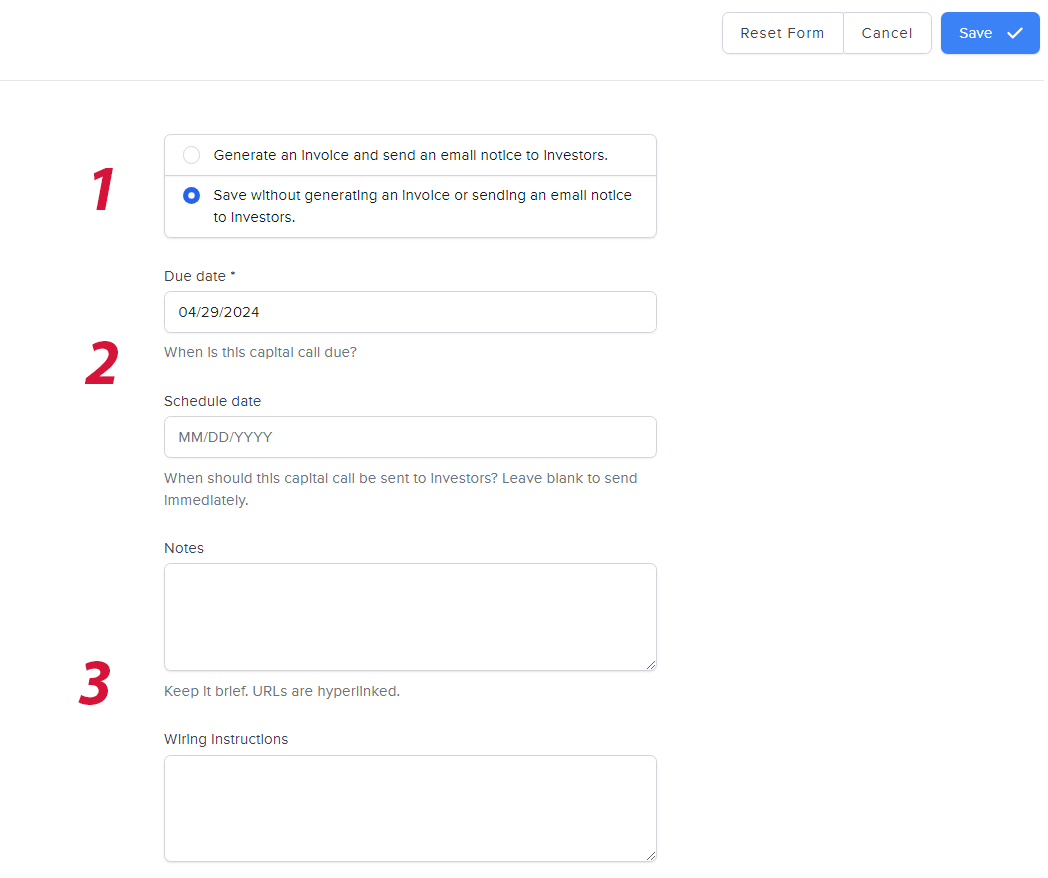 Reset Form Cancel Save
1
Generate an invoice and send an email notice to investors.
Save without generating an invoice or sending an email notice
to investors.
Due date *
04/29/2024
2
When is this capital call due?
Schedule date
MM/DD/YYYY
When should this capital call be sent to investors? Leave blank to send
immediately.
Notes
3
Keep it brief. URLs are hyperlinked.
Wiring instructions